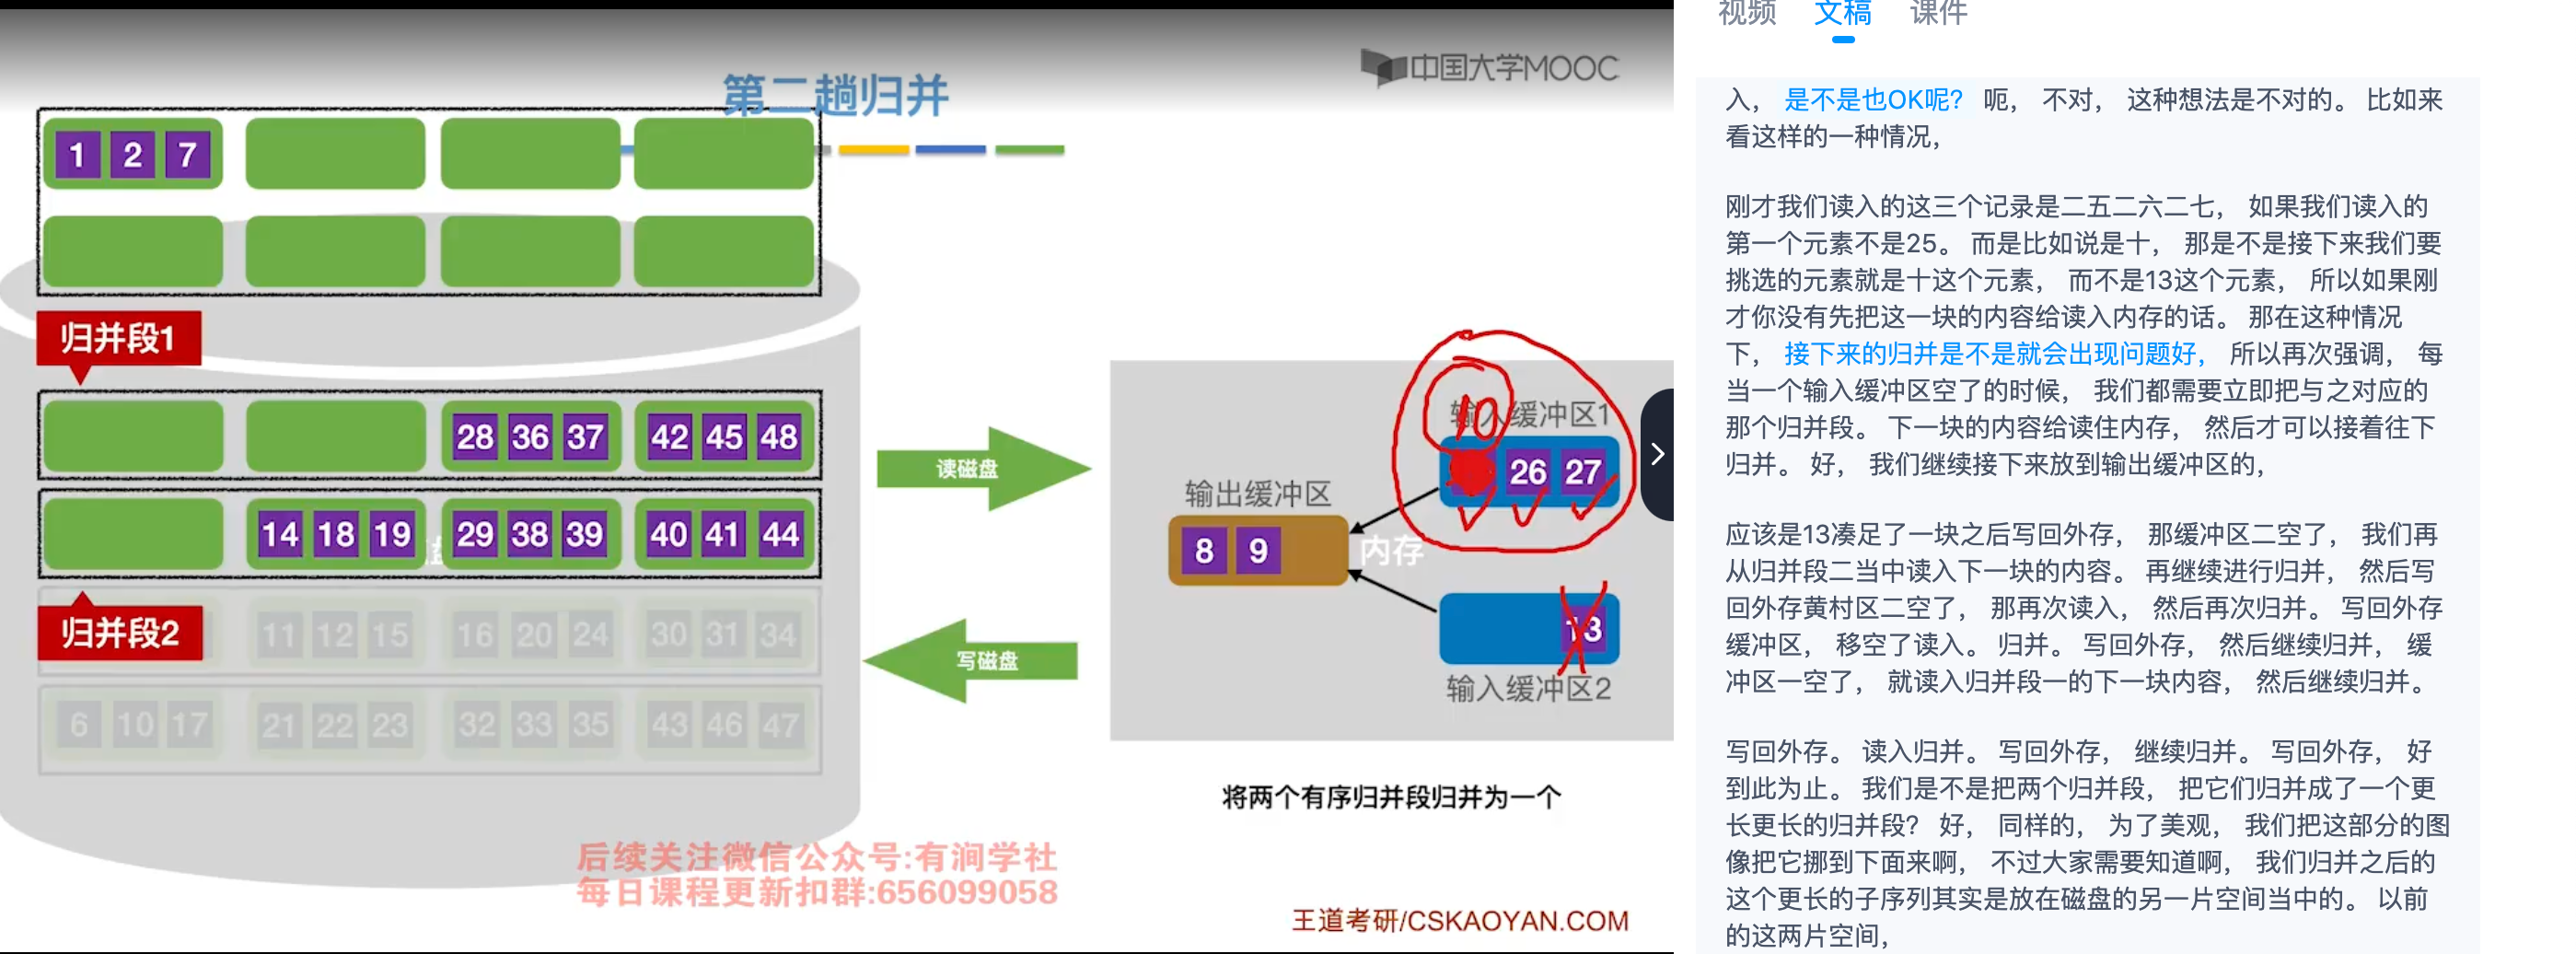 中国大学MOOC
第二趟归并
1 2 7
归并段1
28 36 37 42 45 48
14 18 19 29 38 39 40 41 44
归并段2
11 12 15 16 20 24 30 31 34
6 10 17 21 22 23 32 33 35 43 46 47
读磁盘
写磁盘
输出缓冲区
8 9
内存
输入缓冲区1
10
26 27
13
输入缓冲区2
将两个有序归并段归并为一个
后续关注微信公众号:有涧学社
每日课程更新扣群:656099058
王道考研/CSKAOYAN.COM
视频 文稿 课件
入， 是不是也OK呢？ 呃， 不对， 这种想法是不对的。 比如来
看这样的一种情况，
刚才我们读入的这三个记录是二五二六二七， 如果我们读入的
第一个元素不是25。 而是比如说是十， 那是不是接下来我们要
挑选的元素就是十这个元素， 而不是13这个元素， 所以如果刚
才你没有先把这一块的内容给读入内存的话。 那在这种情况
下， 接下来的归并是不是就会出现问题好， 所以再次强调， 每
当一个输入缓冲区空了的时候， 我们都需要立即把与之对应的
那个归并段。 下一块的内容给读住内存， 然后才可以接着往下
归并。 好， 我们继续接下来放到输出缓冲区的，
应该是13凑足了一块之后写回外存， 那缓冲区二空了， 我们再
从归并段二当中读入下一块的内容。 再继续进行归并， 然后写
回外存黄村区二空了， 那再次读入， 然后再次归并。 写回外存
缓冲区， 移空了读入。 归并。 写回外存， 然后继续归并， 缓
冲区一空了， 就读入归并段一的下一块内容， 然后继续归并。
写回外存。 读入归并。 写回外存， 继续归并。 写回外存， 好
到此为止。 我们是不是把两个归并段， 把它们归并成了一个更
长更长的归并段？ 好， 同样的， 为了美观， 我们把这部分的图
像把它挪到下面来啊， 不过大家需要知道啊， 我们归并之后的
这个更长的子序列其实是放在磁盘的另一片空间当中的。 以前
的这两片空间，